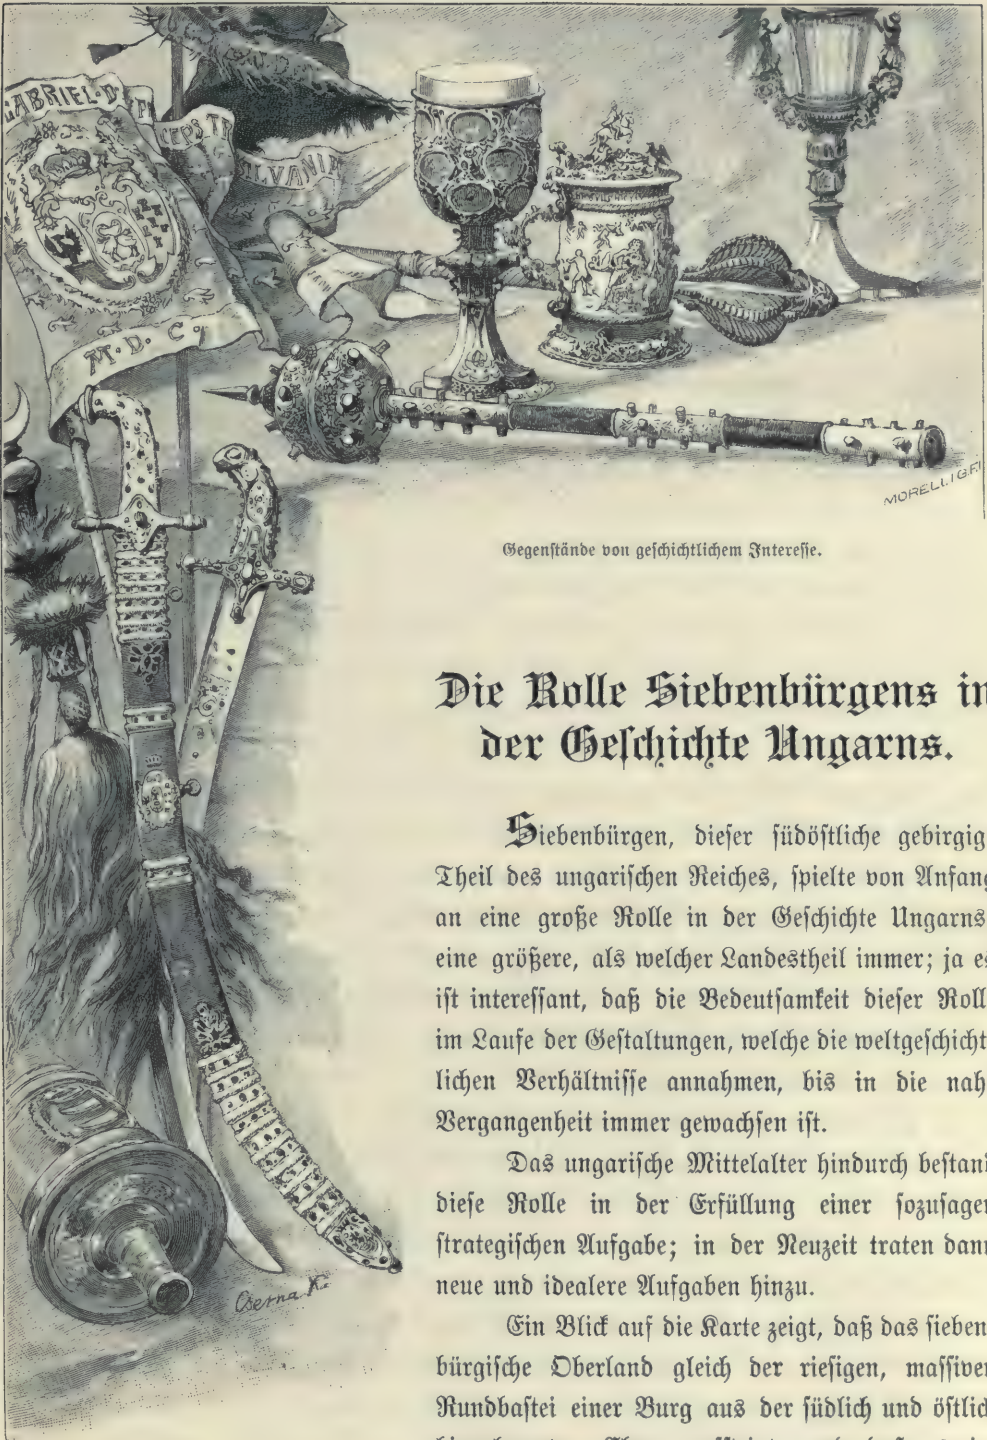 GABRIEL·D
CEPS TR
SILVANIE
M·D·C·
MORELLI G.F.
Gegenstände von geschichtlichem Interesse.
Die Rolle Siebenbürgens in
der Geschichte Ungarns.
Siebenbürgen, dieser südöstliche gebirgig
Theil des ungarischen Reiches, spielte von Anfang
an eine große Rolle in der Geschichte Ungarns
eine größere, als welcher Landestheil immer; ja es
ist interessant, daß die Bedeutsamkeit dieser Roll
im Laufe der Gestaltungen, welche die weltgeschicht-
lichen Verhältnisse annahmen, bis in die nah
Vergangenheit immer gewachsen ist.
Das ungarische Mittelalter hindurch bestand
diese Rolle in der Erfüllung einer sozusagen
strategischen Aufgabe; in der Neuzeit traten dann
neue und idealere Aufgaben hinzu.
Cserna K.
Ein Blick auf die Karte zeigt, daß das sieben-
bürgische Oberland gleich der riesigen, massiven
Rundbastei einer Burg aus der südlich und östlich